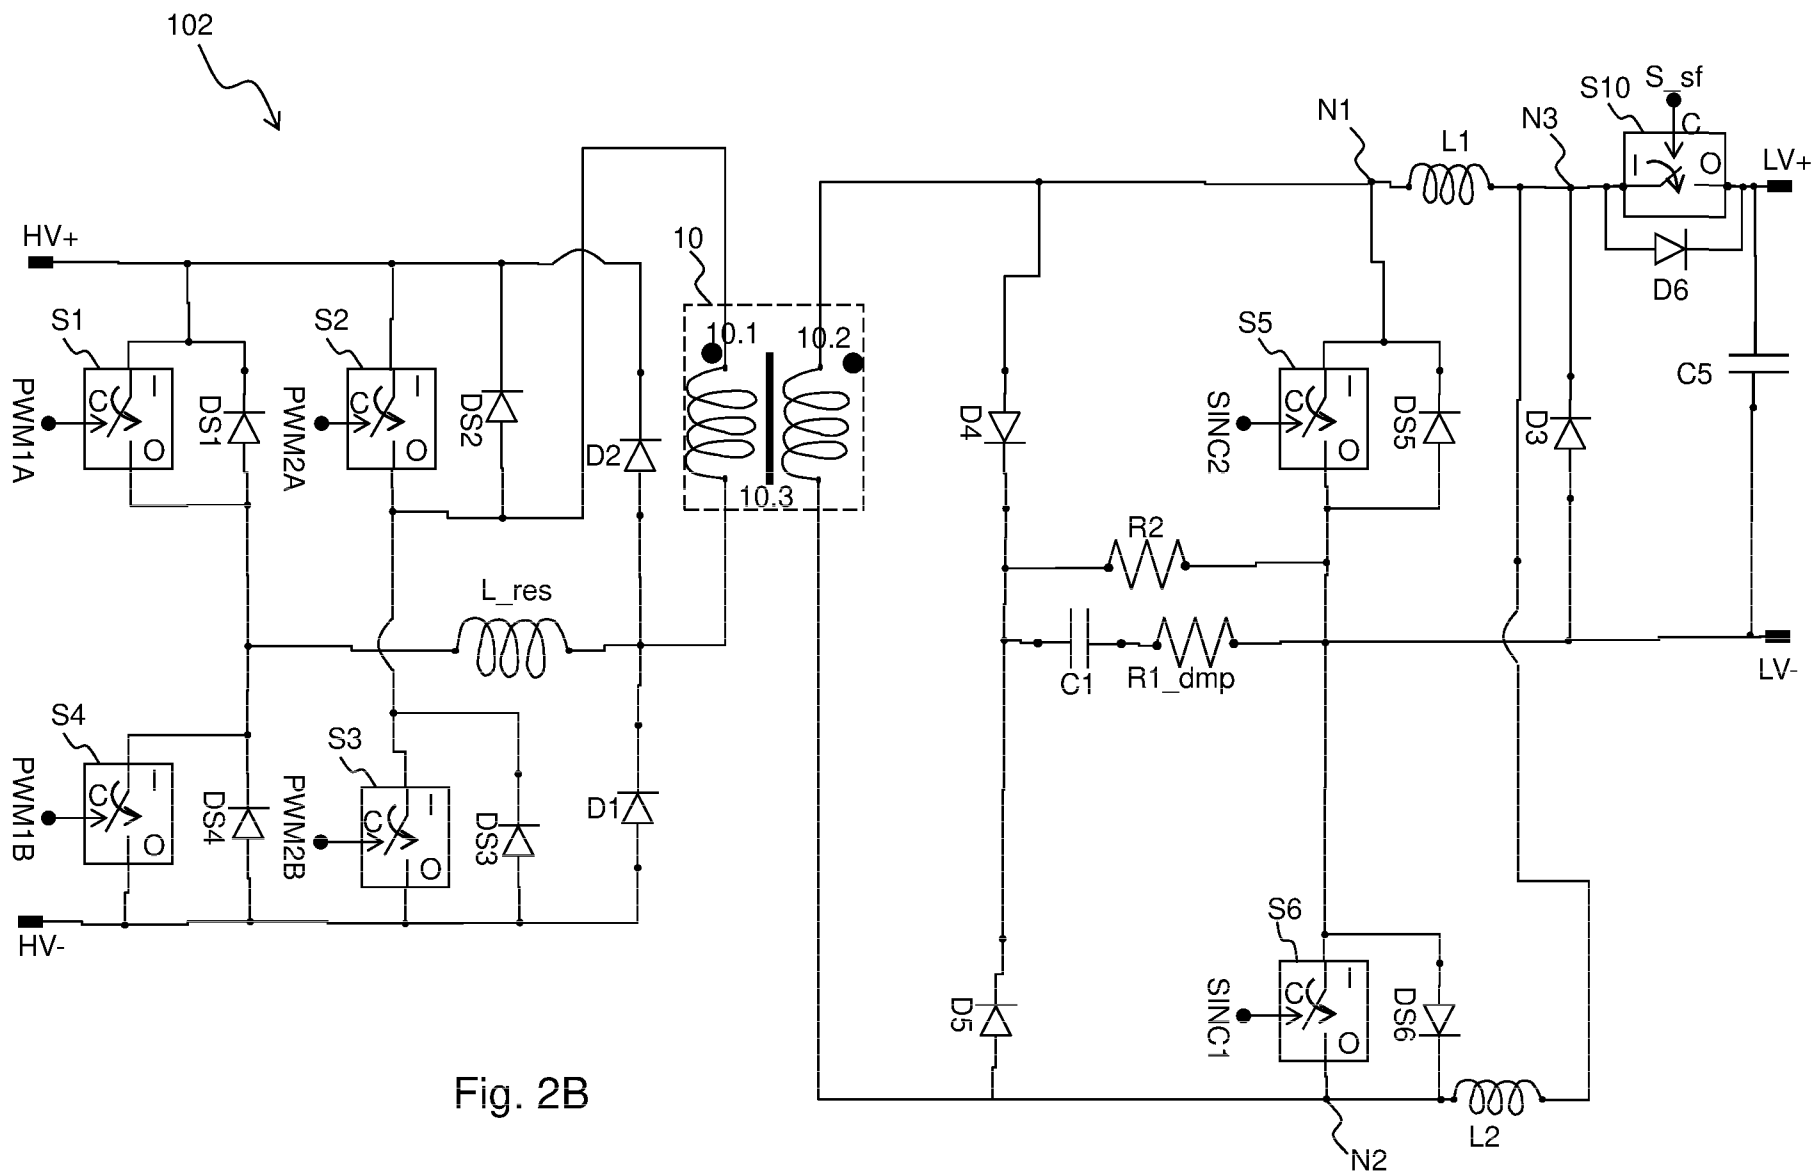 102
S_sf
S10
C
N1
N3
L1
I
O
LV+
HV+
10
D6
S1
S2
10.1
10.2
S5
C5
PWM1A
C
I
O
DS1
PWM2A
C
I
O
DS2
D2
10.3
D4
SINC2
C
I
O
DS5
D3
R2
L_res
C1
R1_dmp
LV-
S4
S3
PWM1B
C
I
O
DS4
PWM2B
C
I
O
DS3
D1
HV-
S6
D5
SINC1
C
I
O
DS6
Fig. 2B
L2
N2